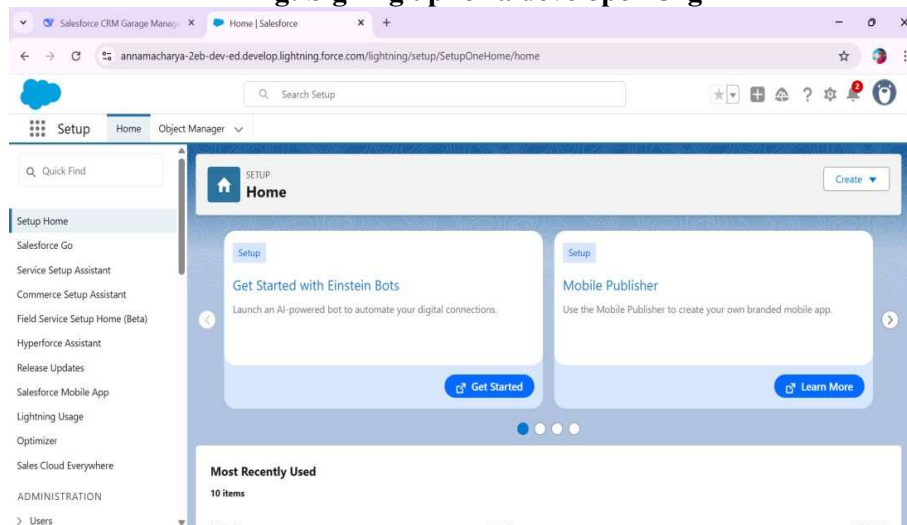 Salesforce CRM Garage Manag
Home | Salesforce
annamacharya-2eb-dev-ed.develop.lightning.force.com/lightning/setup/SetupOneHome/home
Search Setup
2
Setup Home Object Manager
Quick Find
SETUP
Home
Create
Setup Home
Salesforce Go
Service Setup Assistant
Commerce Setup Assistant
Field Service Setup Home (Beta)
Hyperforce Assistant
Release Updates
Salesforce Mobile App
Lightning Usage
Optimizer
Sales Cloud Everywhere
ADMINISTRATION
Users
Setup
Get Started with Einstein Bots
Launch an AI-powered bot to automate your digital connections.
Get Started
Setup
Mobile Publisher
Use the Mobile Publisher to create your own branded mobile app.
Learn More
Most Recently Used
10 items